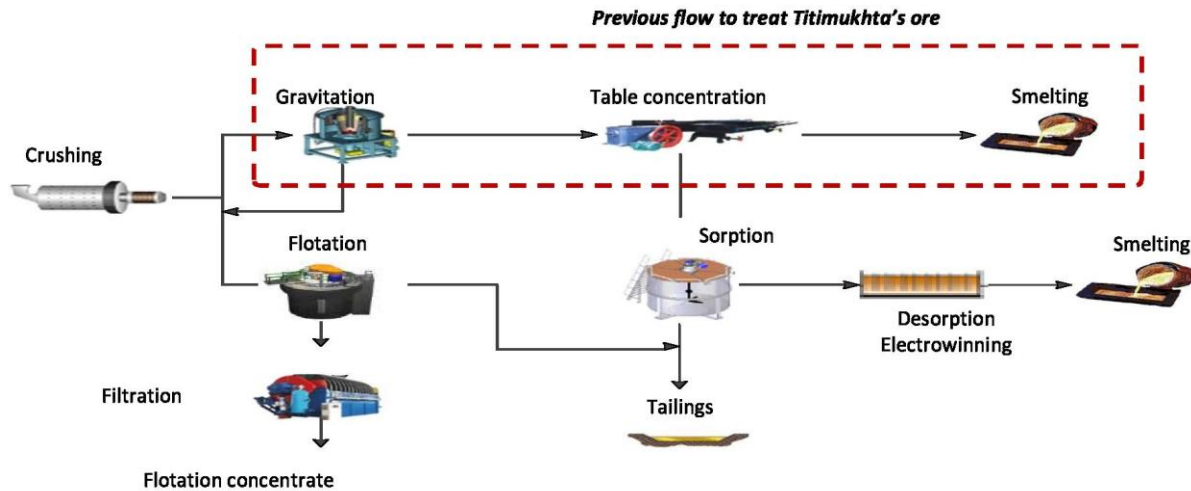 Previous flow to treat Titimukhta's ore
Gravitation
Table concentration
Smelting
Crushing
Flotation
Sorption
Smelting
Desorption
Electrowinning
Filtration
Tailings
Flotation concentrate